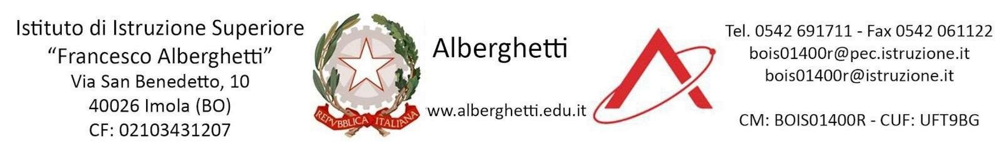 Istituto di Istruzione Superiore
“Francesco Alberghetti”
Via San Benedetto, 10
40026 Imola (BO)
CF: 02103431207
REPVBBLICA ITALIANA
Alberghetti
ww.alberghetti.edu.it
Tel. 0542 691711 - Fax 0542 061122
bois01400r@pec.istruzione.it
bois01400r@istruzione.it
CM: BOIS01400R - CUF: UFT9BG